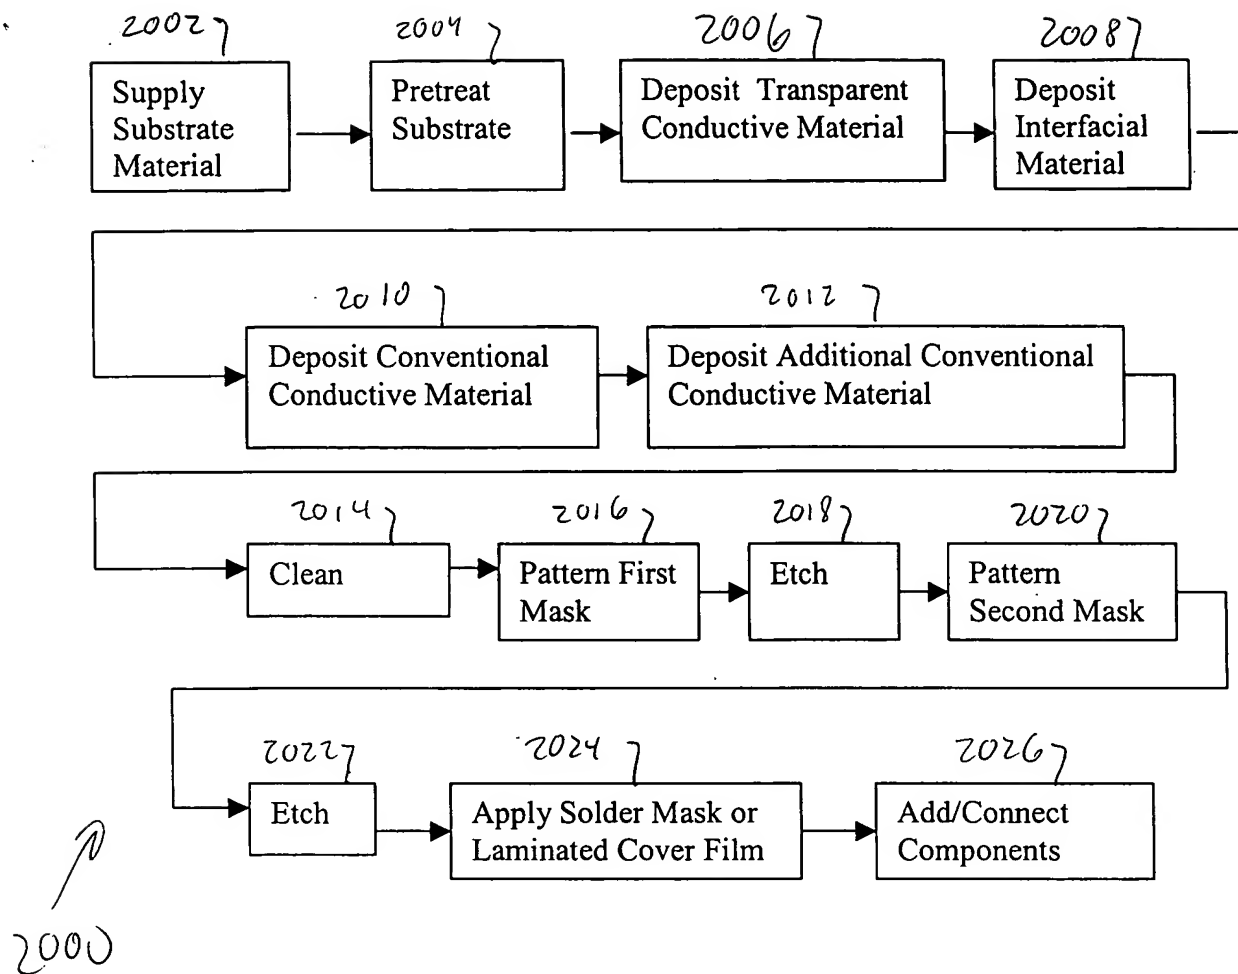 2002
2004
2006
2008
Supply
Substrate
Material
Pretreat
Substrate
Deposit Transparent
Conductive Material
Deposit
Interfacial
Material
2010
2012
Deposit Conventional
Conductive Material
Deposit Additional Conventional
Conductive Material
2014
2016
2018
2020
Clean
Pattern First
Mask
Etch
Pattern
Second Mask
2022
2024
2026
Etch
Apply Solder Mask or
Laminated Cover Film
Add/Connect
Components
2000